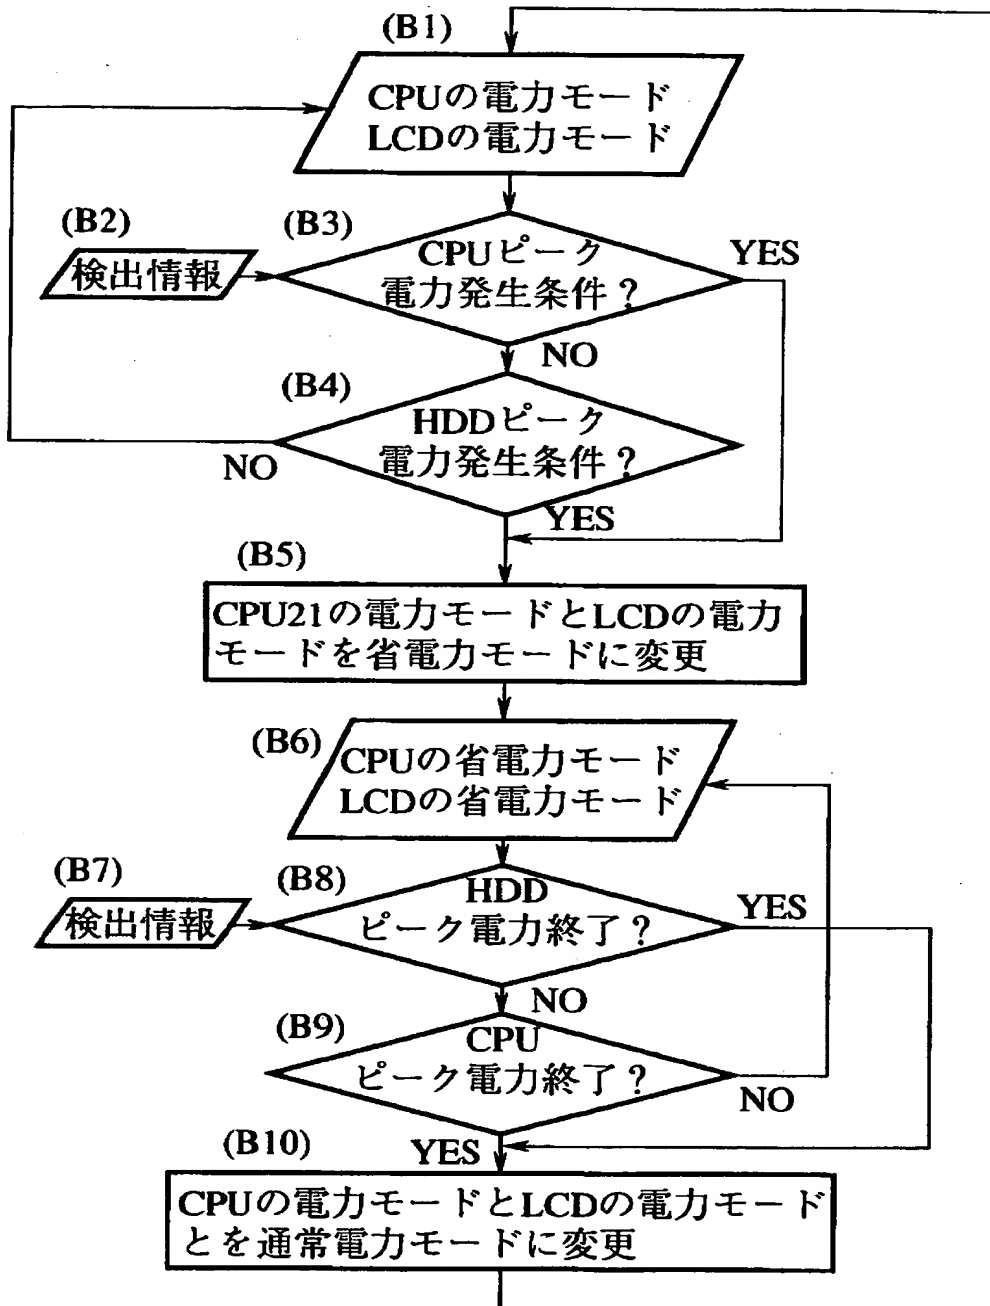 (B1)
CPUの電力モード
LCDの電力モード
(B2)
検出情報
(B3)
CPUピーク
電力発生条件？
YES
NO
(B4)
HDDピーク
電力発生条件？
NO
YES
(B5)
CPU21の電力モードとLCDの電力
モードを省電力モードに変更
(B6)
CPUの省電力モード
LCDの省電力モード
(B7)
検出情報
(B8)
HDD
ピーク電力終了？
YES
NO
(B9)
CPU
ピーク電力終了？
NO
YES
(B10)
CPUの電力モードとLCDの電力モード
とを通常電力モードに変更